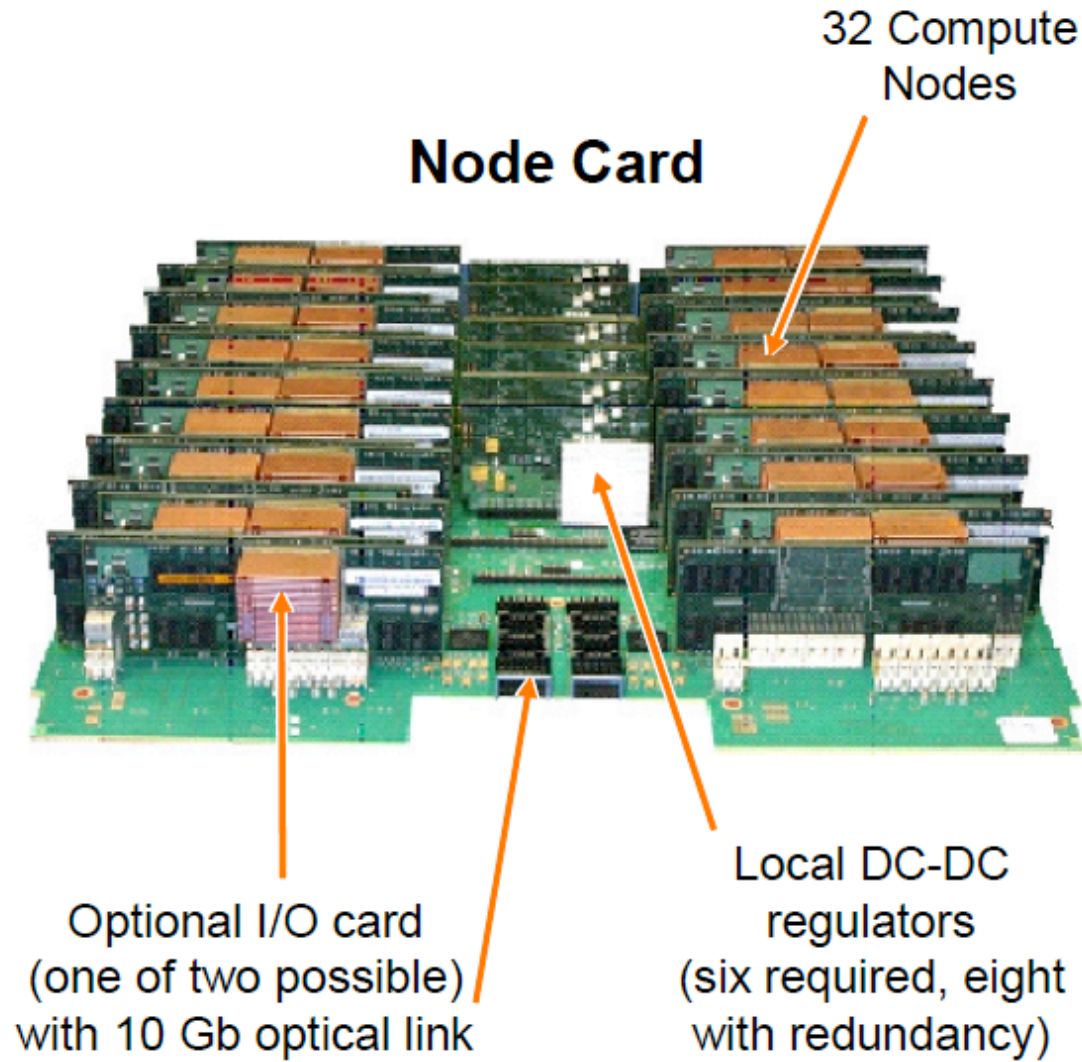 32 Compute
Nodes
Node Card
Optional I/O card
(one of two possible)
with 10 Gb optical link
Local DC-DC
regulators
(six required, eight
with redundancy)